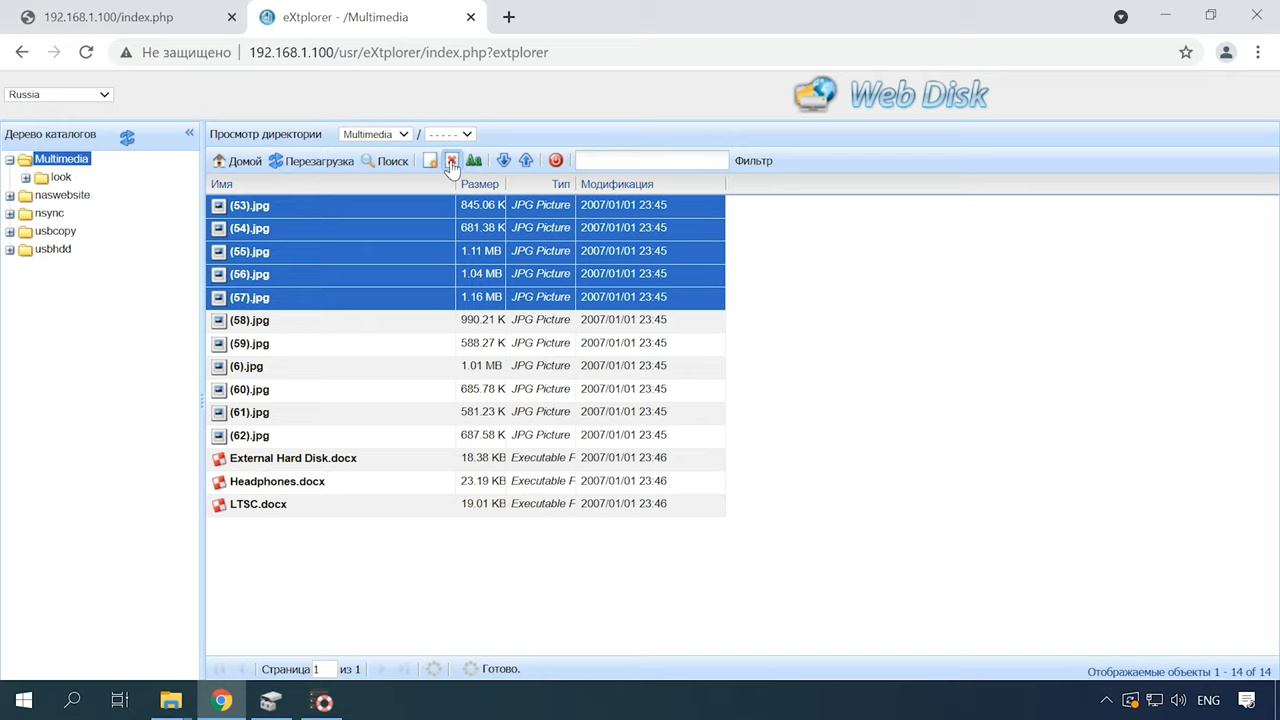 192.168.1.100/index.php
eXtplorer - /Multimedia
Не защищено
192.168.1.100/usr/eXtplorer/index.php?extplorer
Russia
Web Disk
Дерево каталогов
Просмотр директории Multimedia / - - - - -
Домой Перезагрузка Поиск Фильтр
Имя Размер Тип Модификация
Multimedia
look
naswebsite
nsync
usbcopy
usbhdd
(53).jpg 845.06 K JPG Picture 2007/01/01 23:45
(54).jpg 681.38 K JPG Picture 2007/01/01 23:45
(55).jpg 1.11 MB JPG Picture 2007/01/01 23:45
(56).jpg 1.04 MB JPG Picture 2007/01/01 23:45
(57).jpg 1.16 MB JPG Picture 2007/01/01 23:45
(58).jpg 990.21 K JPG Picture 2007/01/01 23:45
(59).jpg 588.27 K JPG Picture 2007/01/01 23:45
(6).jpg 1.01 MB JPG Picture 2007/01/01 23:45
(60).jpg 685.78 K JPG Picture 2007/01/01 23:45
(61).jpg 581.23 K JPG Picture 2007/01/01 23:45
(62).jpg 687.58 K JPG Picture 2007/01/01 23:45
External Hard Disk.docx 18.38 KB Executable F 2007/01/01 23:46
Headphones.docx 23.19 KB Executable F 2007/01/01 23:46
LTSC.docx 19.01 KB Executable F 2007/01/01 23:46
Страница 1 из 1 Готово.
Отображаемые объекты 1 - 14 of 14
ENG